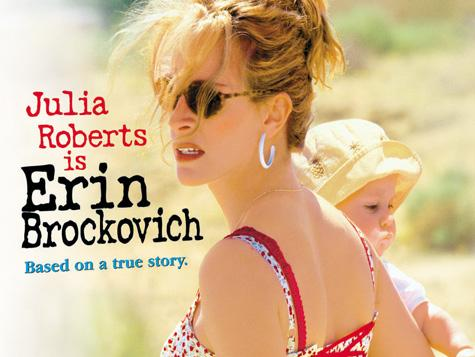 Julia
Roberts
is
Erin
Brockovich
Based on a true story.